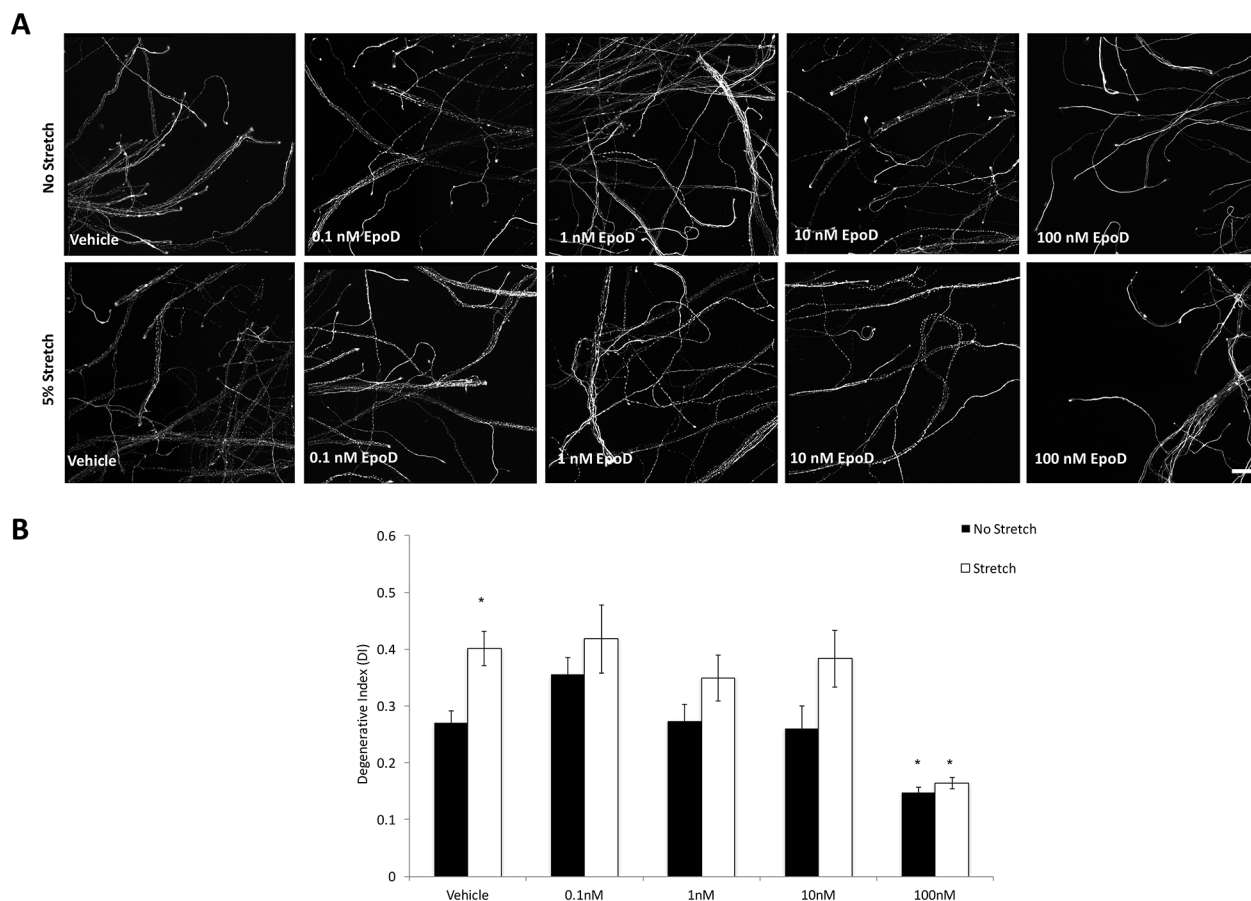 A
No Stretch
Vehicle
0.1 nM EpoD
1 nM EpoD
10 nM EpoD
100 nM EpoD
5% Stretch
Vehicle
0.1 nM EpoD
1 nM EpoD
10 nM EpoD
100 nM EpoD
B
No Stretch
Stretch
Degenerative Index (DI)
0.6
0.5
0.4
0.3
0.2
0.1
0
*
* *
Vehicle 0.1nM 1nM 10nM 100nM